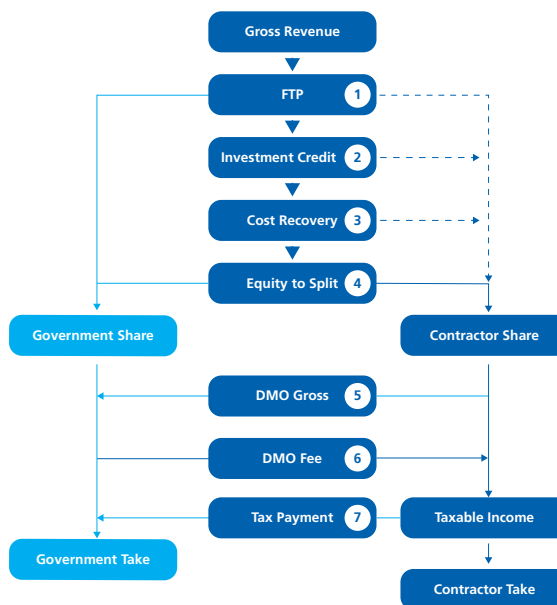 Gross Revenue
FTP 1
Investment Credit 2
Cost Recovery 3
Equity to Split 4
Government Share
Contractor Share
DMO Gross 5
DMO Fee 6
Tax Payment 7
Taxable Income
Government Take
Contractor Take